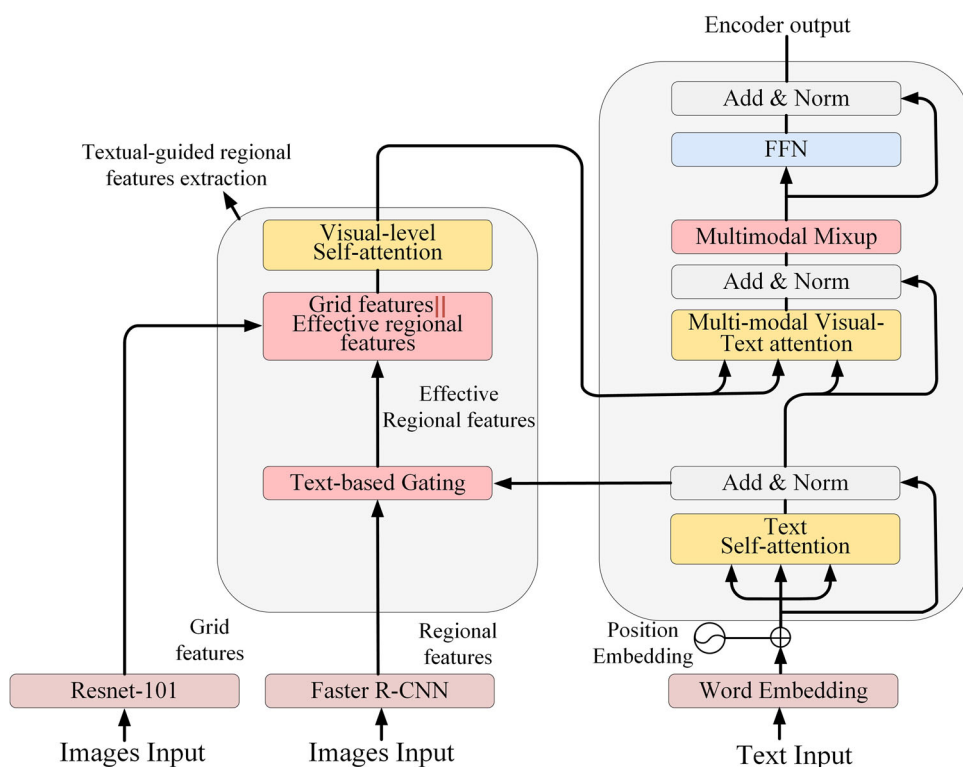 Encoder output
Add & Norm
FFN
Textual-guided regional
features extraction
Visual-level
Self-attention
Multimodal Mixup
Add & Norm
Grid features||
Effective regional
features
Multi-modal Visual-
Text attention
Effective
Regional features
Text-based Gating
Add & Norm
Text
Self-attention
Grid
features
Regional
features
Position
Embedding
Resnet-101
Faster R-CNN
Word Embedding
Images Input
Images Input
Text Input